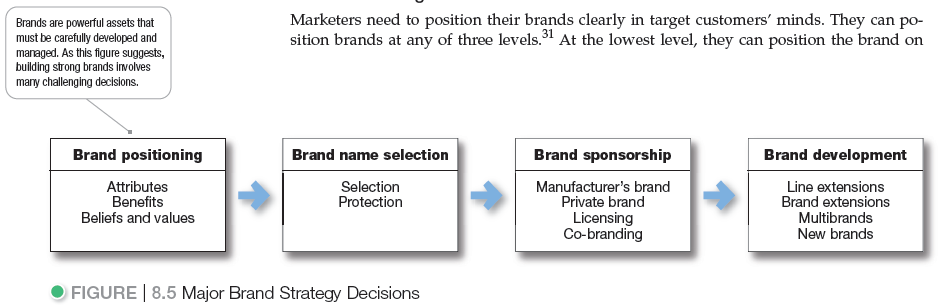 Brands are powerful assets that
must be carefully developed and
managed. As this figure suggests,
building strong brands involves
many challenging decisions.
Marketers need to position their brands clearly in target customers' minds. They can po-
sition brands at any of three levels.31 At the lowest level, they can position the brand on
Brand positioning
Attributes
Benefits
Beliefs and values
Brand name selection
Selection
Protection
Brand sponsorship
Manufacturer's brand
Private brand
Licensing
Co-branding
Brand development
Line extensions
Brand extensions
Multibrands
New brands
FIGURE | 8.5 Major Brand Strategy Decisions